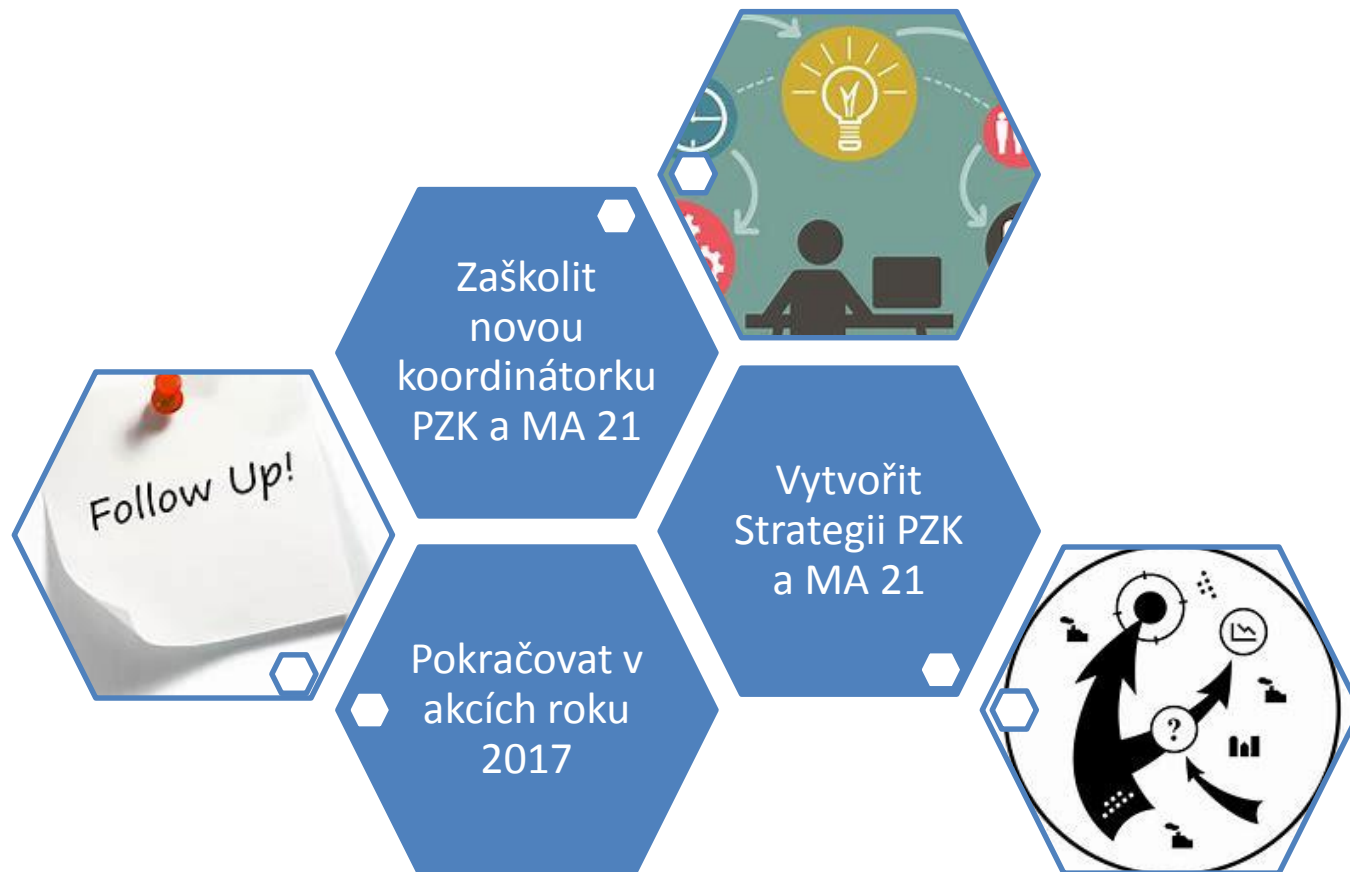 Zaškolit
novou
koordinátorku
PZK a MA 21
Follow Up!
Vytvořit
Strategii PZK
a MA 21
Pokračovat v
akcích roku
2017
?